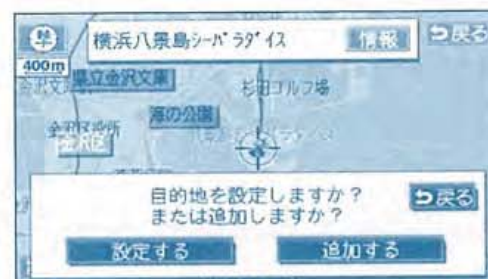 横浜八景島シーパラダイス 情報 戻る
400m
県立金沢文庫
杉田ゴルフ場
海の公園
金沢区
目的地を設定しますか?
または追加しますか?
戻る
設定する 追加する